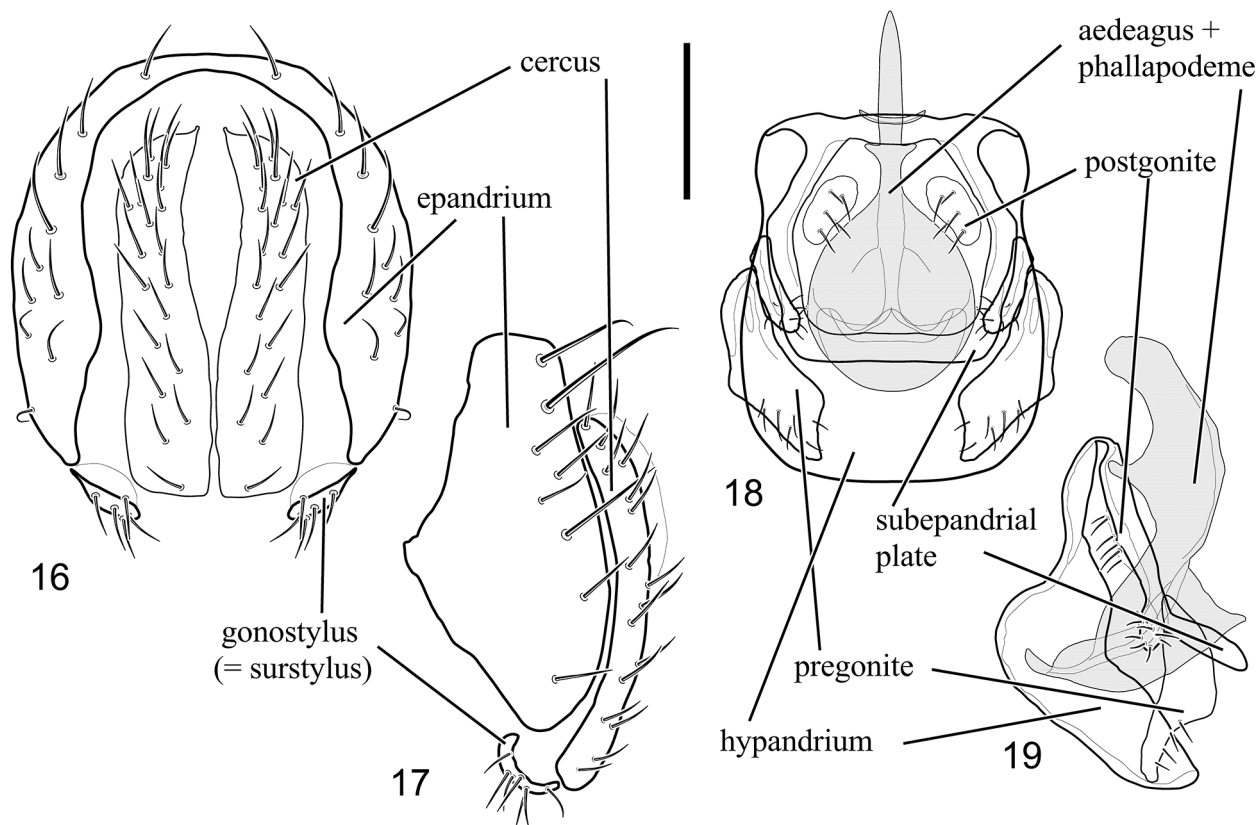 cercus
epandrium
16
gonostylus
(= surstylus)
17
aedeagus +
phallapodeme
postgonite
18
subepandrial
plate
pregonite
hypandrium
19